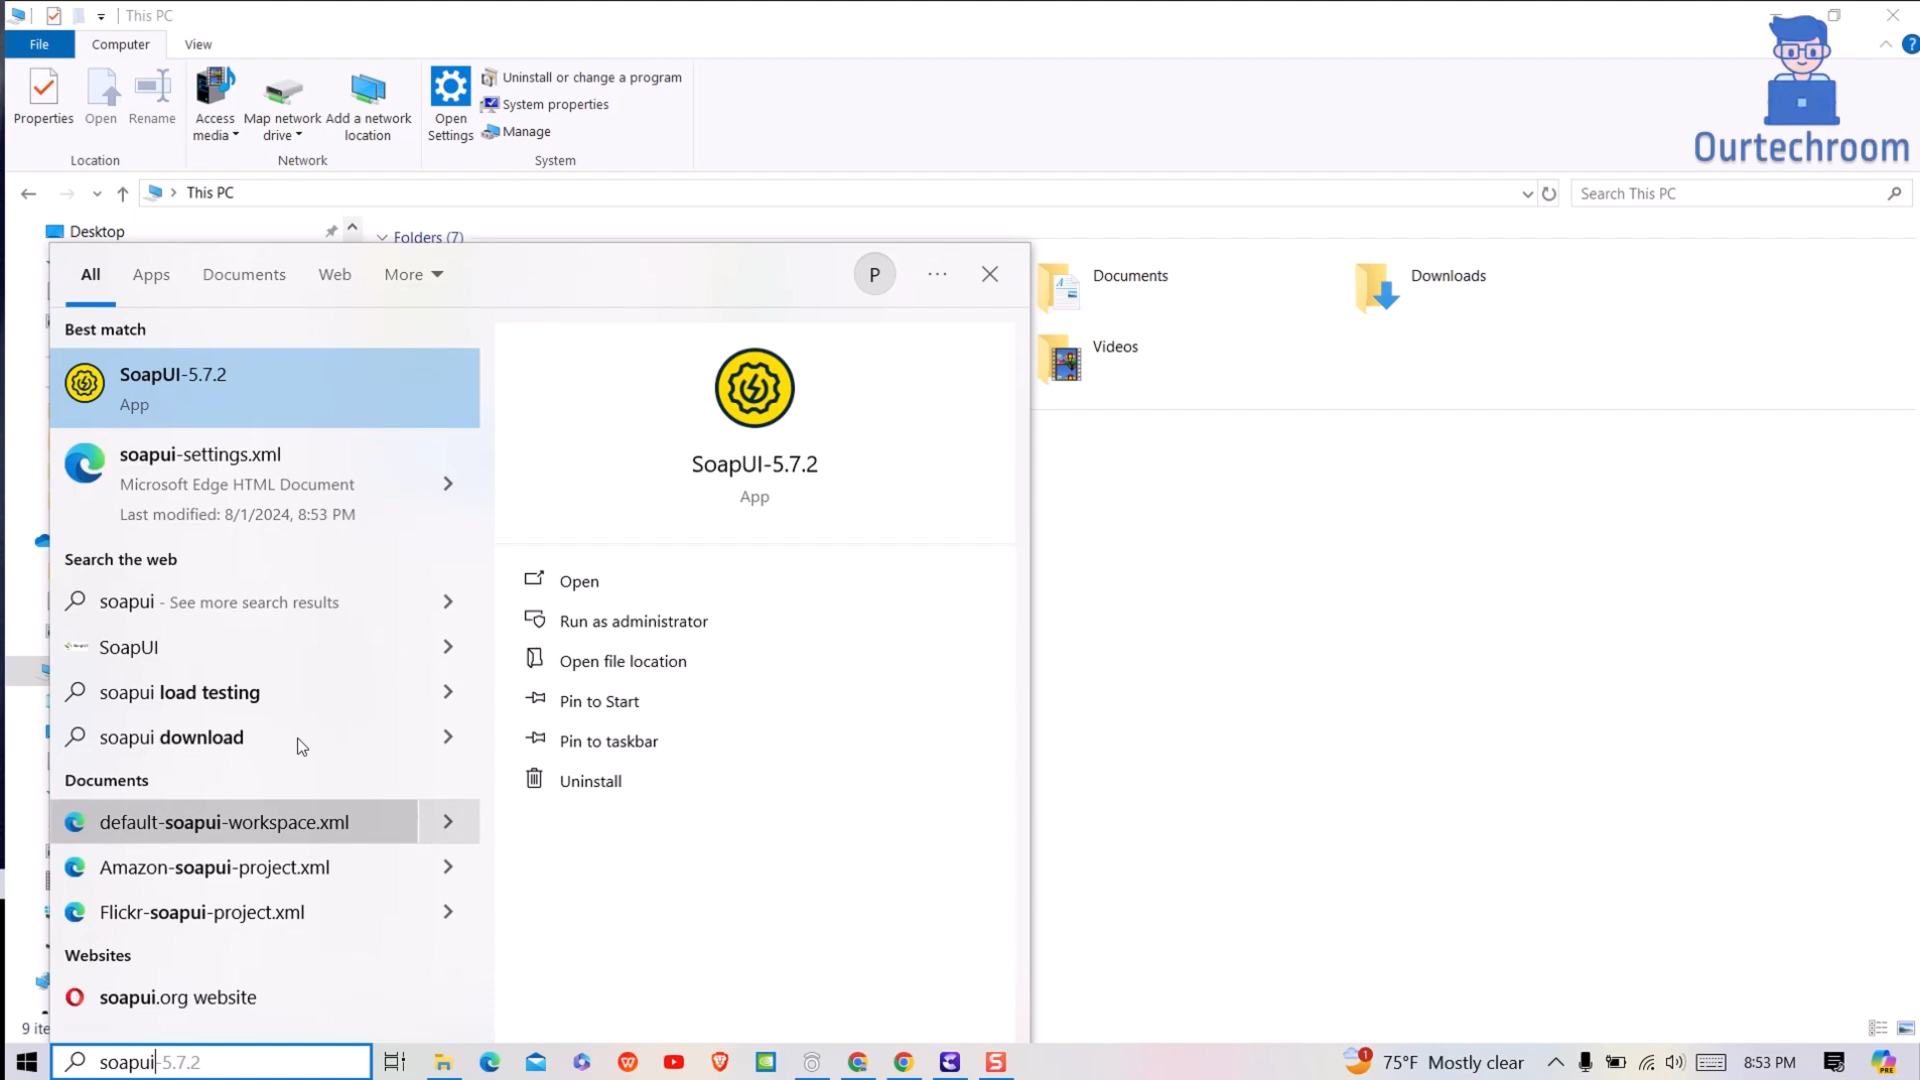 This PC
File Computer View
Properties Open Rename Access media Map network drive Add a network location Open Settings
Uninstall or change a program
System properties
Manage
Location Network System
Ourtechroom
This PC
Search This PC
Desktop
Folders (7)
All Apps Documents Web More P
Documents
Downloads
Videos
Best match
SoapUI-5.7.2
App
soapui-settings.xml
Microsoft Edge HTML Document
Last modified: 8/1/2024, 8:53 PM
Search the web
soapui - See more search results
SoapUI
soapui load testing
soapui download
Documents
default-soapui-workspace.xml
Amazon-soapui-project.xml
Flickr-soapui-project.xml
Websites
soapui.org website
SoapUI-5.7.2
App
Open
Run as administrator
Open file location
Pin to Start
Pin to taskbar
Uninstall
9 ite
soapui-5.7.2
1 75°F Mostly clear 8:53 PM